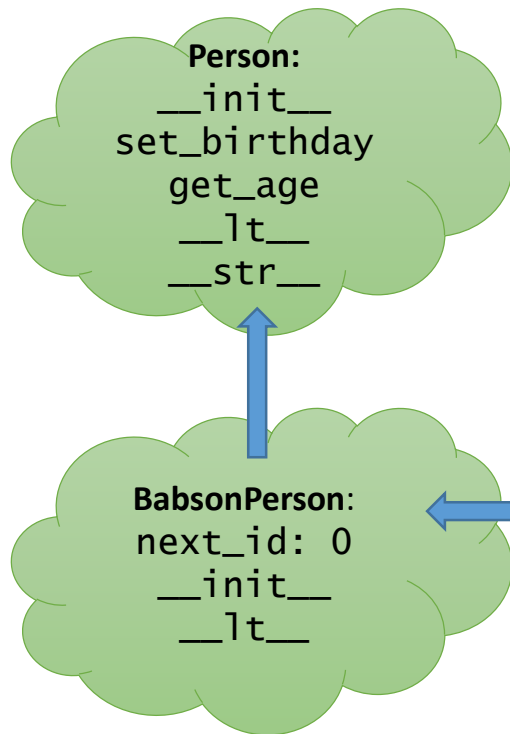 Person:
__init__
set_birthday
get_age
__lt__
__str__
BabsonPerson:
next_id: 0
__init__
__lt__